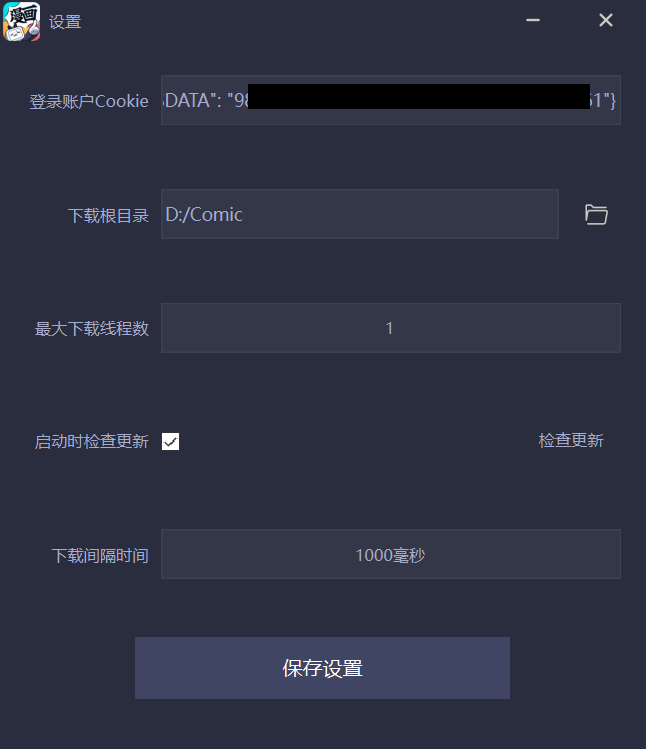 漫画
设置
登录账户Cookie
DATA": "98
61"}
下载根目录
D:/Comic
最大下载线程数
1
启动时检查更新
检查更新
下载间隔时间
1000毫秒
保存设置